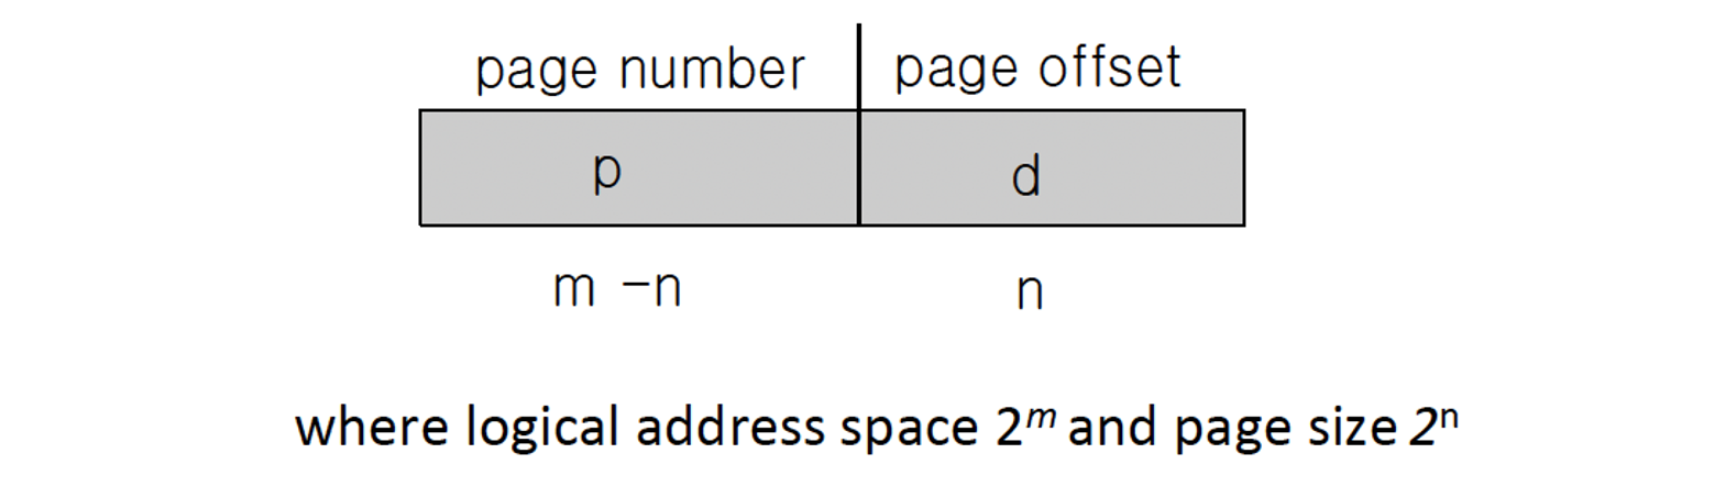 page number page offset
p d
m −n n
where logical address space 2^m and page size 2^n